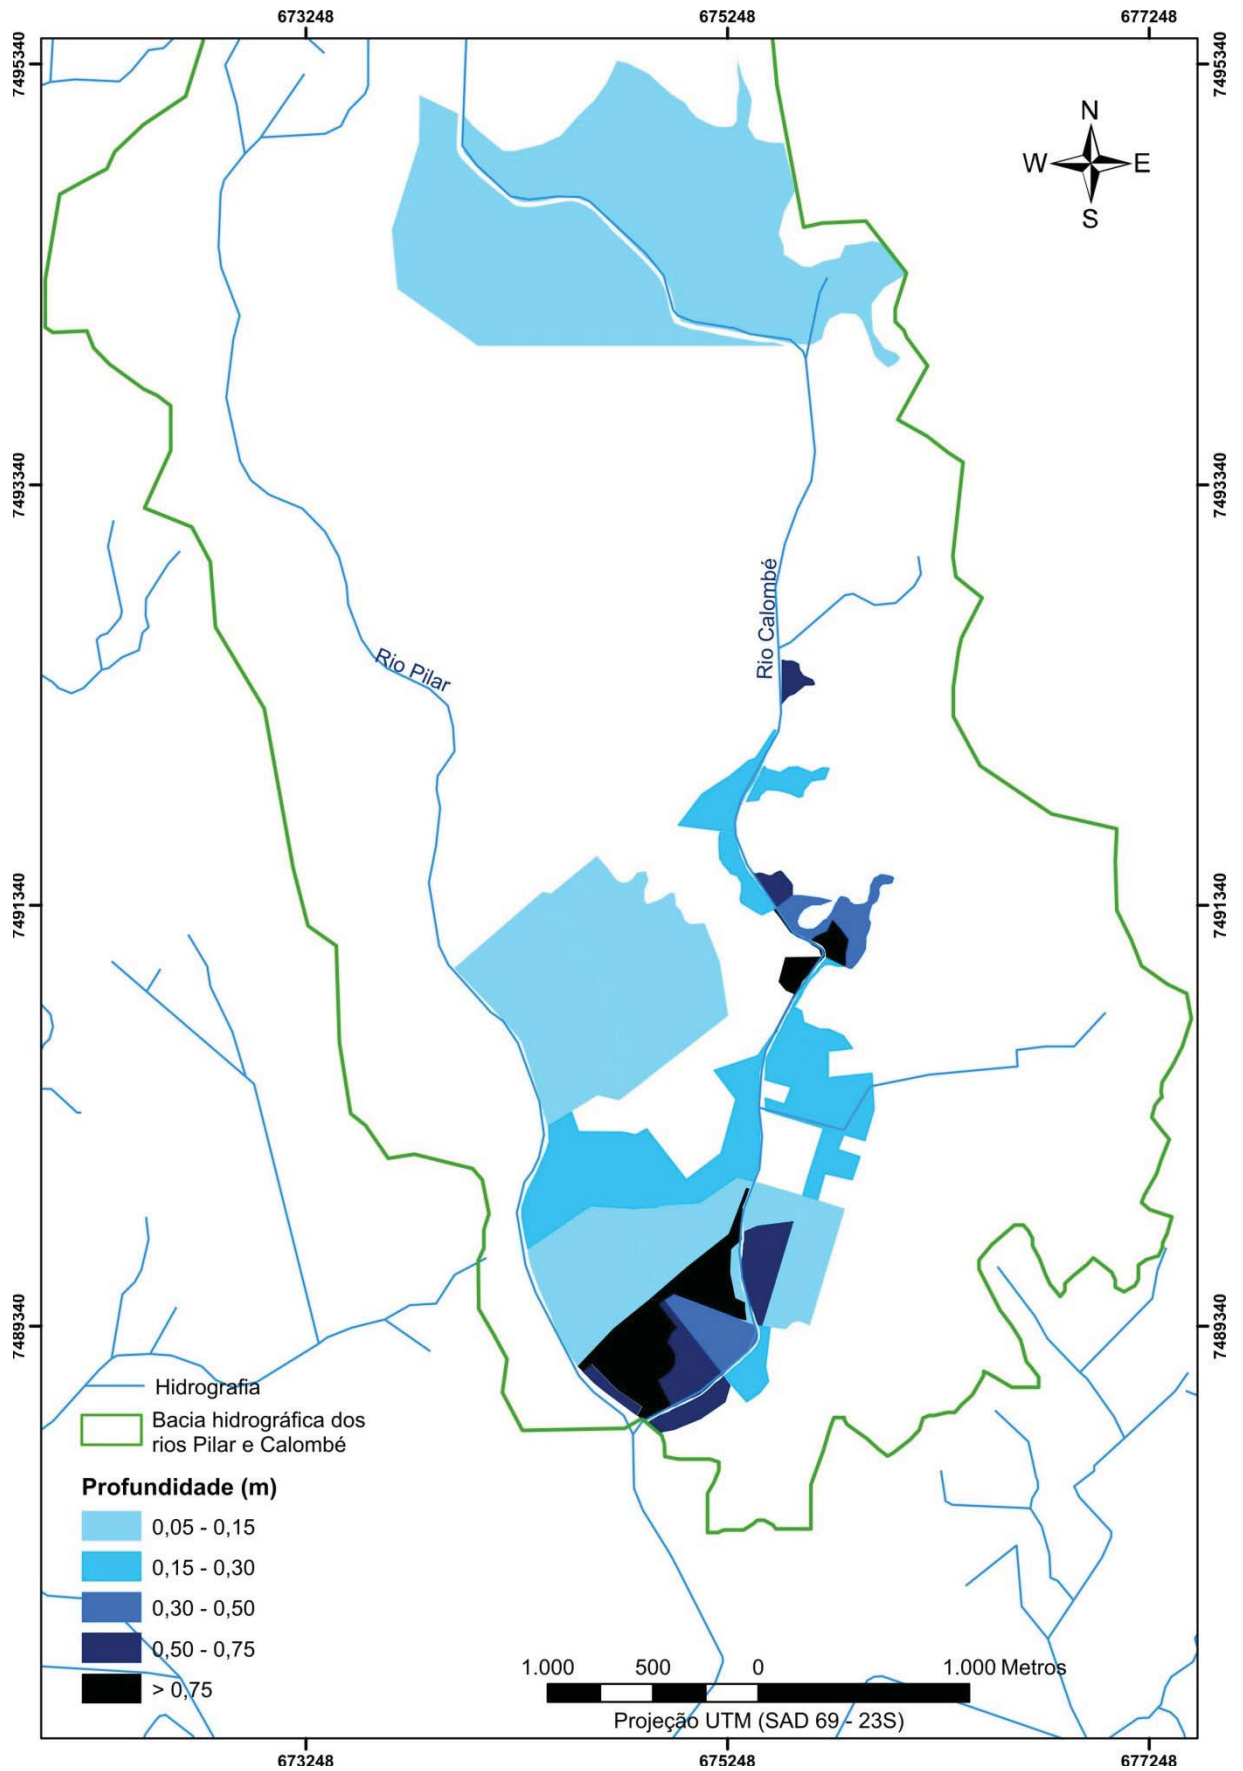 673248
675248
677248
7495340
7495340
N
W
E
S
7493340
7493340
Rio Calombé
Rio Pilar
7491340
7491340
7489340
7489340
Hidrografia
Bacia hidrográfica dos
rios Pilar e Calombé
Profundidade (m)
0,05 - 0,15
0,15 - 0,30
0,30 - 0,50
0,50 - 0,75
> 0,75
1.000 500 0 1.000 Metros
Projeção UTM (SAD 69 - 23S)
673248
675248
677248